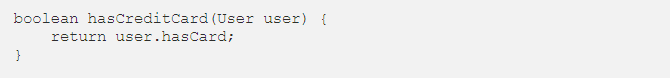 boolean hasCreditCard(User user) {
    return user.hasCard;
}